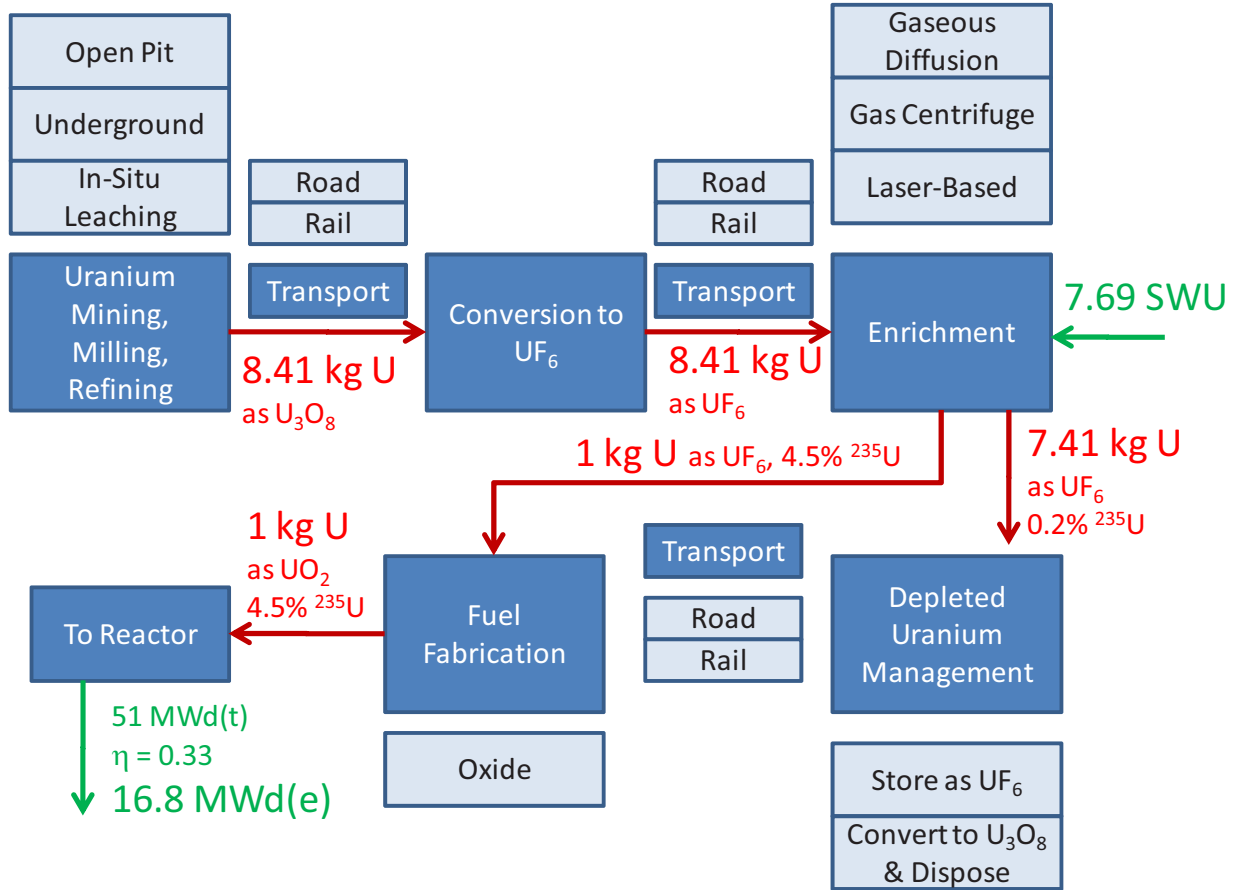 Open Pit
Underground
In-Situ
Leaching
Uranium
Mining,
Milling,
Refining
Road
Rail
Transport
8.41 kg U
as U₃O₈
Conversion to
UF₆
Road
Rail
Transport
8.41 kg U
as UF₆
Gaseous
Diffusion
Gas Centrifuge
Laser-Based
Enrichment
7.69 SWU
1 kg U as UF₆, 4.5% ²³⁵U
7.41 kg U
as UF₆
0.2% ²³⁵U
1 kg U
as UO₂
4.5% ²³⁵U
To Reactor
51 MWd(t)
η = 0.33
16.8 MWd(e)
Fuel
Fabrication
Oxide
Transport
Road
Rail
Depleted
Uranium
Management
Store as UF₆
Convert to U₃O₈
& Dispose